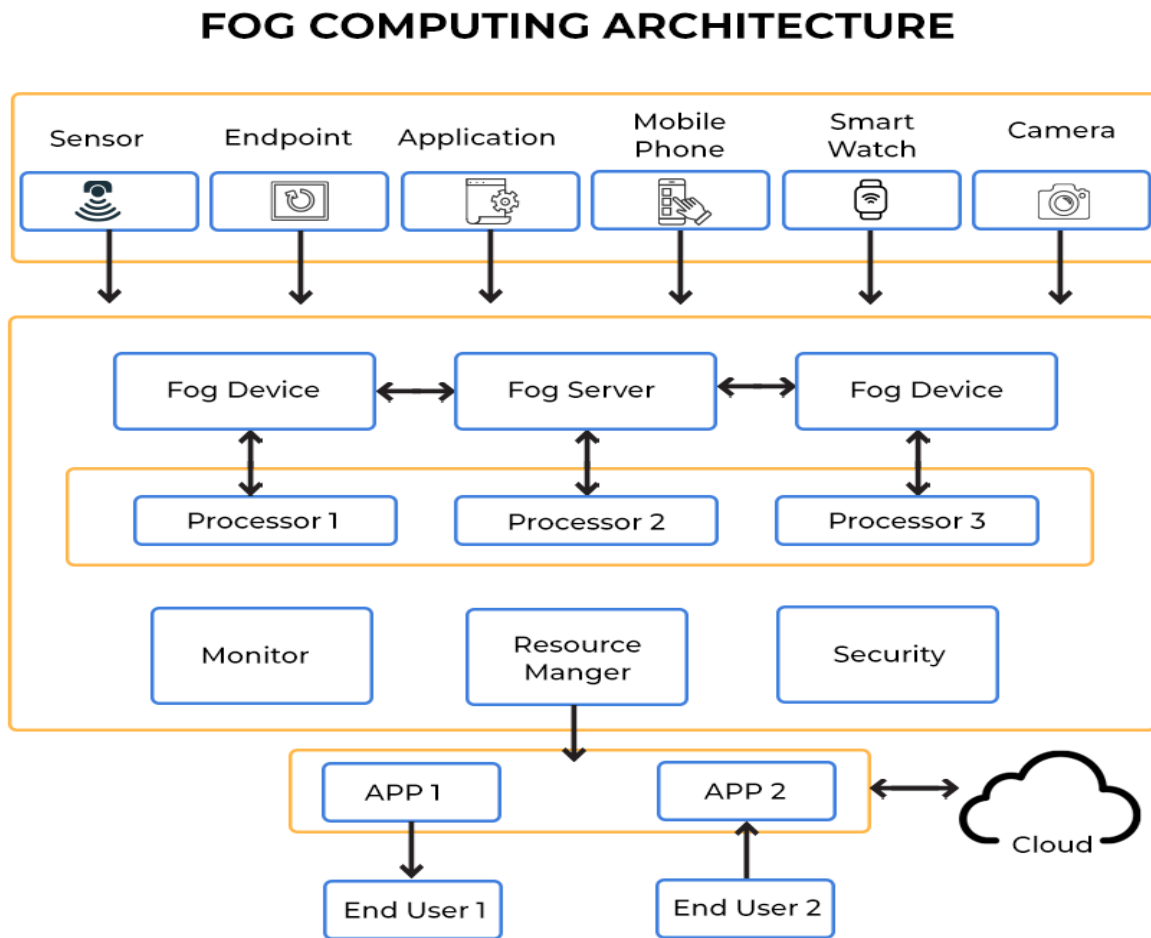 FOG COMPUTING ARCHITECTURE
Sensor
Endpoint
Application
Mobile
Phone
Smart
Watch
Camera
Fog Device
Fog Server
Fog Device
Processor 1
Processor 2
Processor 3
Monitor
Resource
Manger
Security
APP 1
APP 2
Cloud
End User 1
End User 2